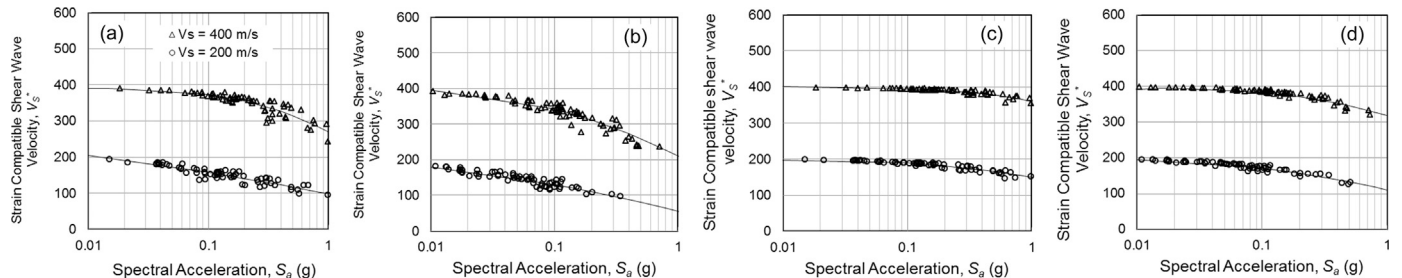 600
500
400
300
200
100
0
Strain Compatible Shear Wave
Velocity, Vs*
(a)
Vs = 400 m/s
Vs = 200 m/s
0.01
0.1
1
Spectral Acceleration, Sa (g)
600
500
400
300
200
100
0
Strain Compatible Shear Wave
Velocity, Vs*
(b)
0.01
0.1
1
Spectral Acceleration, Sa (g)
600
500
400
300
200
100
0
Strain Compatible shear wave
velocity, Vs*
(c)
0.01
0.1
1
Spectral Acceleration, Sa (g)
600
500
400
300
200
100
0
Strain Compatible Shear Wave
Velocity, Vs*
(d)
0.01
0.1
1
Spectral Acceleration, Sa (g)